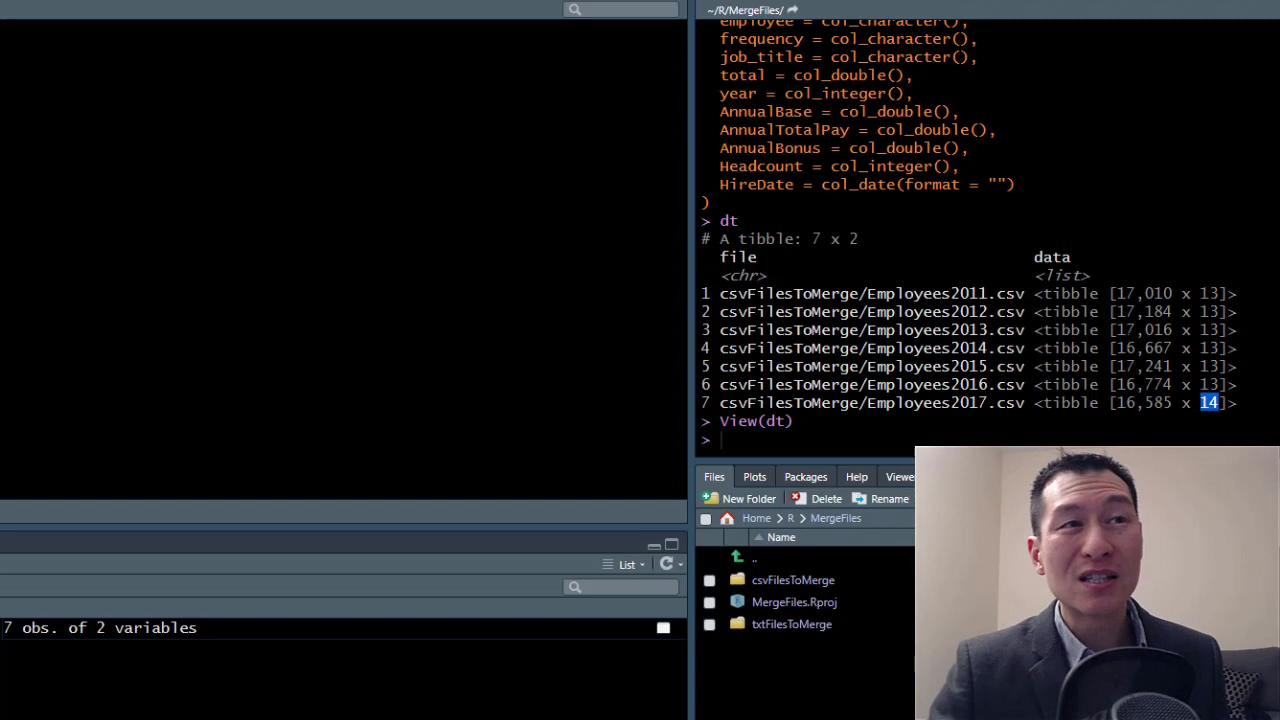 ~/R/MergeFiles/
employee = col_character(),
frequency = col_character(),
job_title = col_character(),
total = col_double(),
year = col_integer(),
AnnualBase = col_double(),
AnnualTotalPay = col_double(),
AnnualBonus = col_double(),
Headcount = col_integer(),
HireDate = col_date(format = "")
)
> dt
# A tibble: 7 x 2
file data
<chr> <list>
1 csvFilesToMerge/Employees2011.csv <tibble [17,010 x 13]>
2 csvFilesToMerge/Employees2012.csv <tibble [17,184 x 13]>
3 csvFilesToMerge/Employees2013.csv <tibble [17,016 x 13]>
4 csvFilesToMerge/Employees2014.csv <tibble [16,667 x 13]>
5 csvFilesToMerge/Employees2015.csv <tibble [17,241 x 13]>
6 csvFilesToMerge/Employees2016.csv <tibble [16,774 x 13]>
7 csvFilesToMerge/Employees2017.csv <tibble [16,585 x 14]>
> View(dt)
>
Files Plots Packages Help Viewe
New Folder Delete Rename
Home R MergeFiles
Name
..
csvFilesToMerge
MergeFiles.Rproj
txtFilesToMerge
List
7 obs. of 2 variables